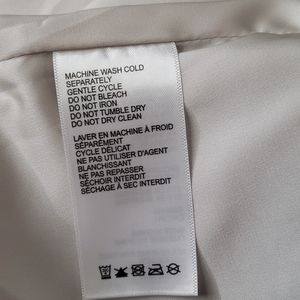 MACHINE WASH COLD
SEPARATELY
GENTLE CYCLE
DO NOT BLEACH
DO NOT IRON
DO NOT TUMBLE DRY
DO NOT DRY CLEAN
LAVER EN MACHINE À FROID
SÉPARÉMENT
CYCLE DÉLICAT
NE PAS UTILISER D'AGENT
BLANCHISSANT
NE PAS REPASSER
SÉCHOIR INTERDIT
SÉCHAGE À SEC INTERDIT